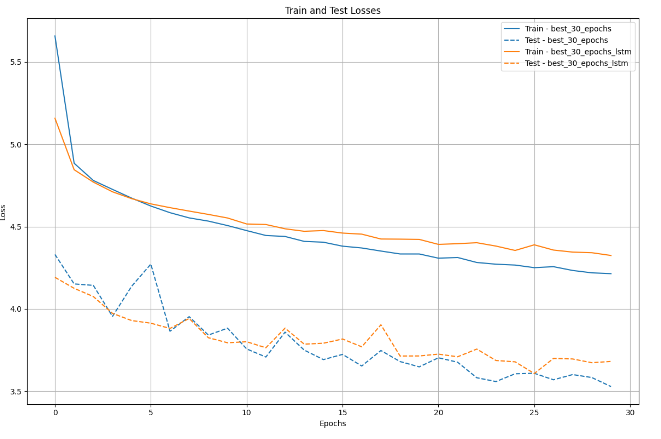 Train and Test Losses
Train - best_30_epochs
Test - best_30_epochs
Train - best_30_epochs_lstm
Test - best_30_epochs_lstm
5.5
5.0
4.5
4.0
3.5
Loss
0 5 10 15 20 25 30
Epochs